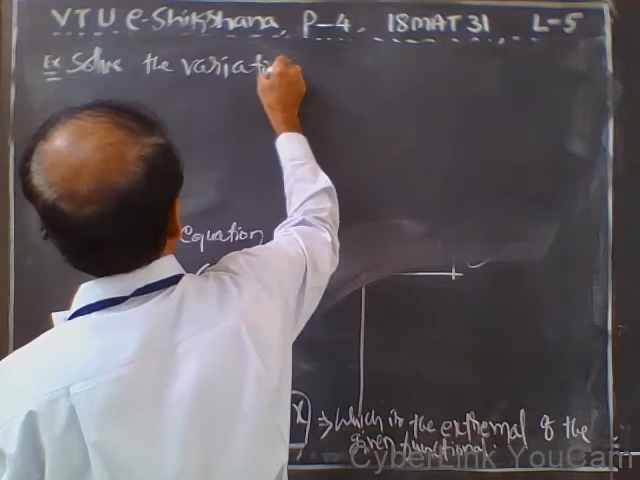 VTU e-Shikshana, P-4, 18MAT31 L-5
Ex Solve the variati
Equation
x ⇒ Which is the extremal of the
given functional.
CyberLink YouCam